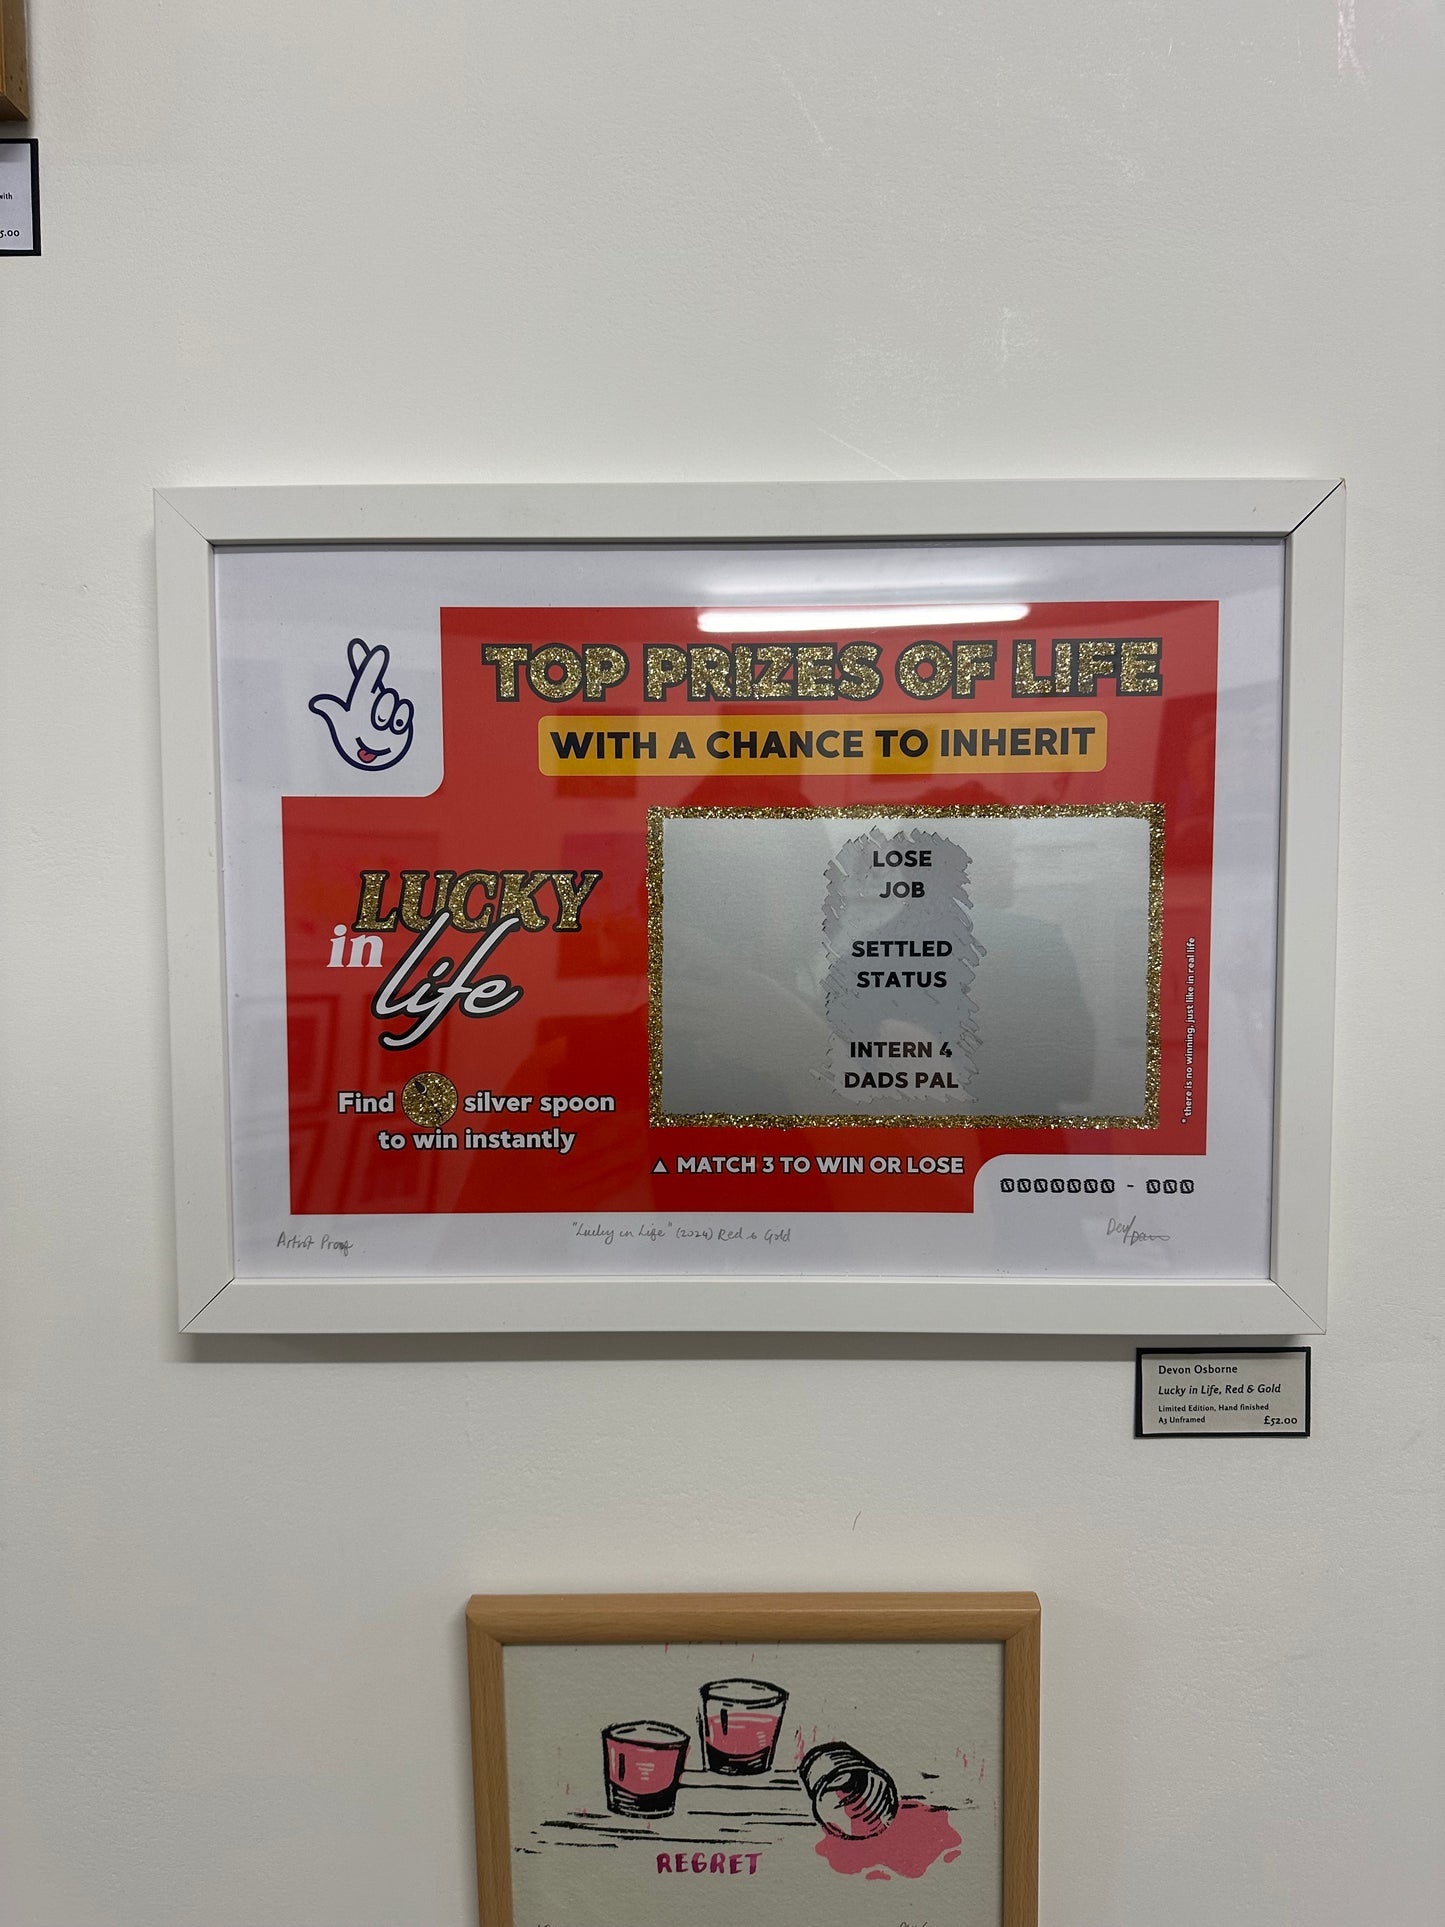 with
5.00
TOP PRIZES OF LIFE
WITH A CHANCE TO INHERIT
LUCKY
in life
Find silver spoon
to win instantly
LOSE
JOB
SETTLED
STATUS
INTERN 4
DADS PAL
* there is no winning, just like in real life
▲ MATCH 3 TO WIN OR LOSE
0000000 - 000
Artist Proof
"Lucky in Life" (2024) Red & Gold
Devon Osborne
Lucky in Life, Red & Gold
Limited Edition, Hand finished
A3 Unframed £52.00
REGRET